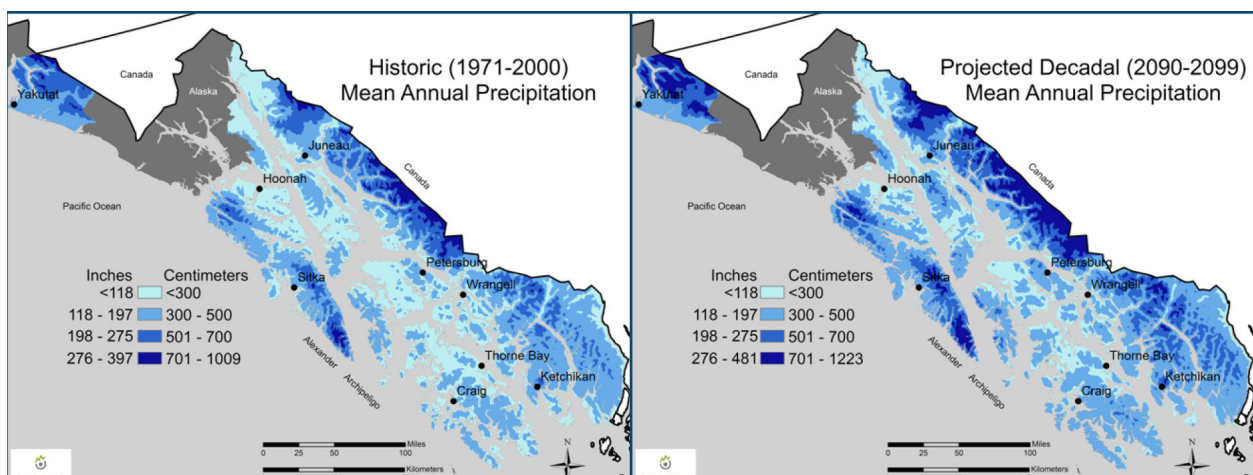 Historic (1971-2000)
Mean Annual Precipitation
Canada
Alaska
Yakutat
Juneau
Hoonah
Canada
Pacific Ocean
Sitka
Petersburg
Wrangell
Inches Centimeters
<118 <300
118 - 197 300 - 500
198 - 275 501 - 700
276 - 397 701 - 1009
Alexander Archipeligo
Thorne Bay
Ketchikan
Craig
Miles
0 25 50 100
Kilometers
N
Projected Decadal (2090-2099)
Mean Annual Precipitation
Canada
Alaska
Yakutat
Juneau
Hoonah
Canada
Pacific Ocean
Sitka
Petersburg
Wrangell
Inches Centimeters
<118 <300
118 - 197 300 - 500
198 - 275 501 - 700
276 - 481 701 - 1223
Alexander Archipeligo
Thorne Bay
Ketchikan
Craig
Miles
0 25 50 100
Kilometers
N